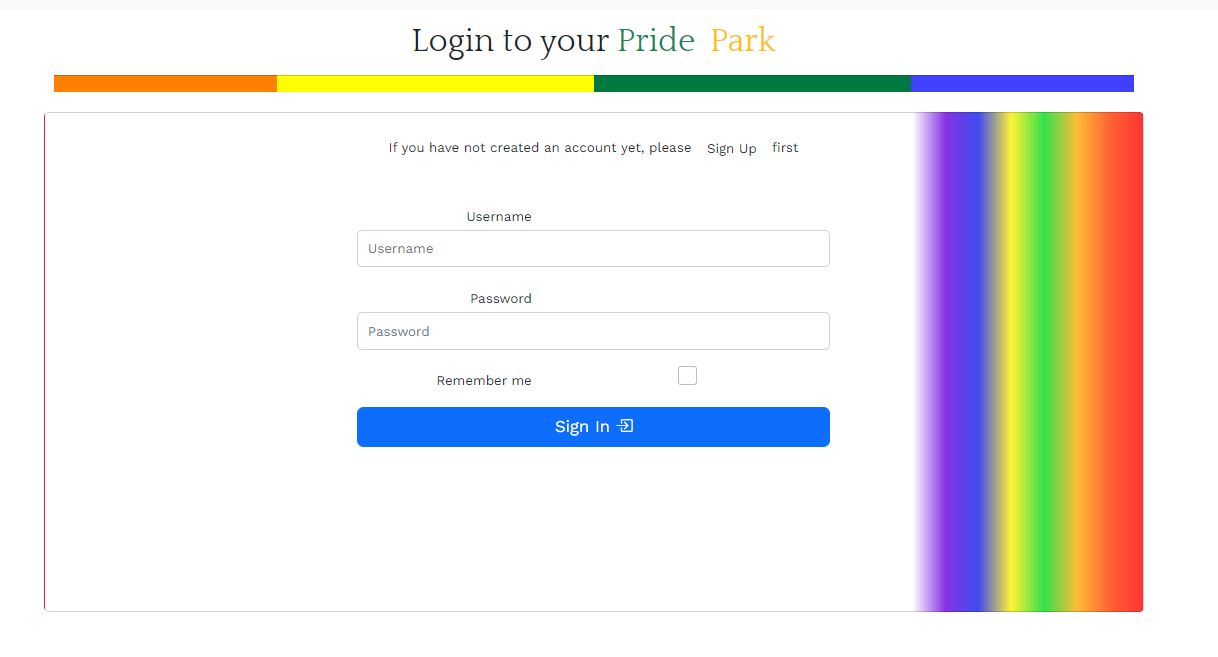 Login to your Pride Park
If you have not created an account yet, please Sign Up first
Username
Username
Password
Password
Remember me
Sign In